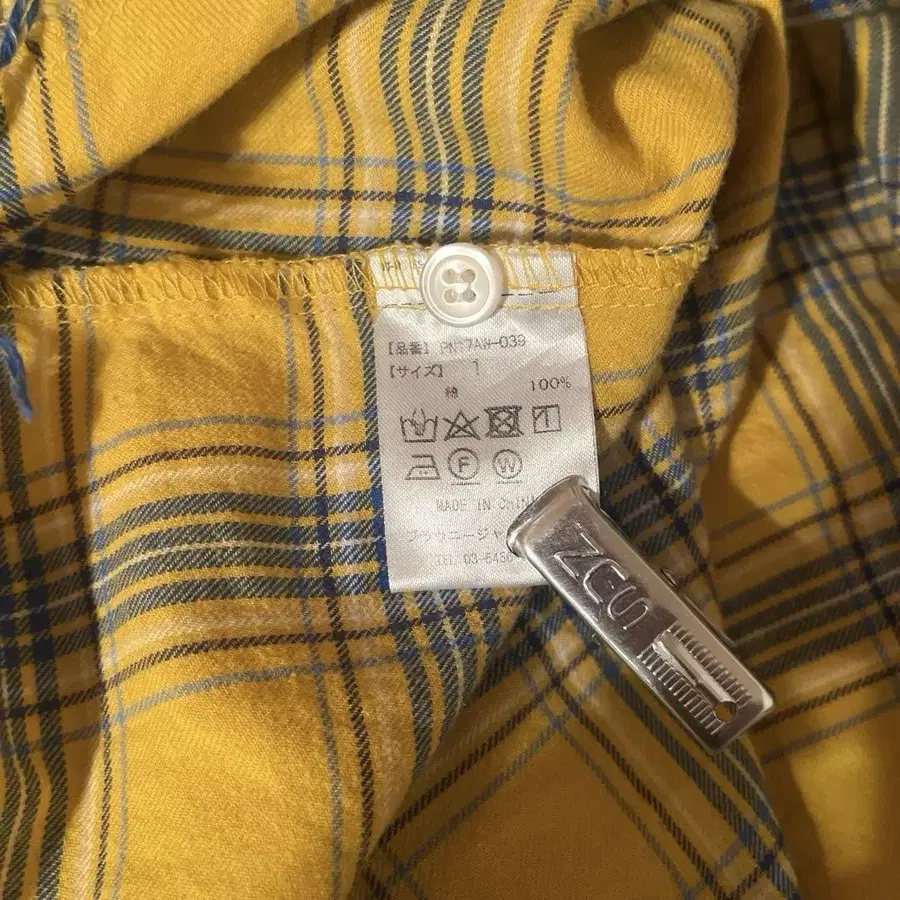 【品番】 PN17AW-039
【サイズ】 1
綿 100%
F W
MADE IN CHINA
ブラウニージャ
TEL 03-5430
NGS